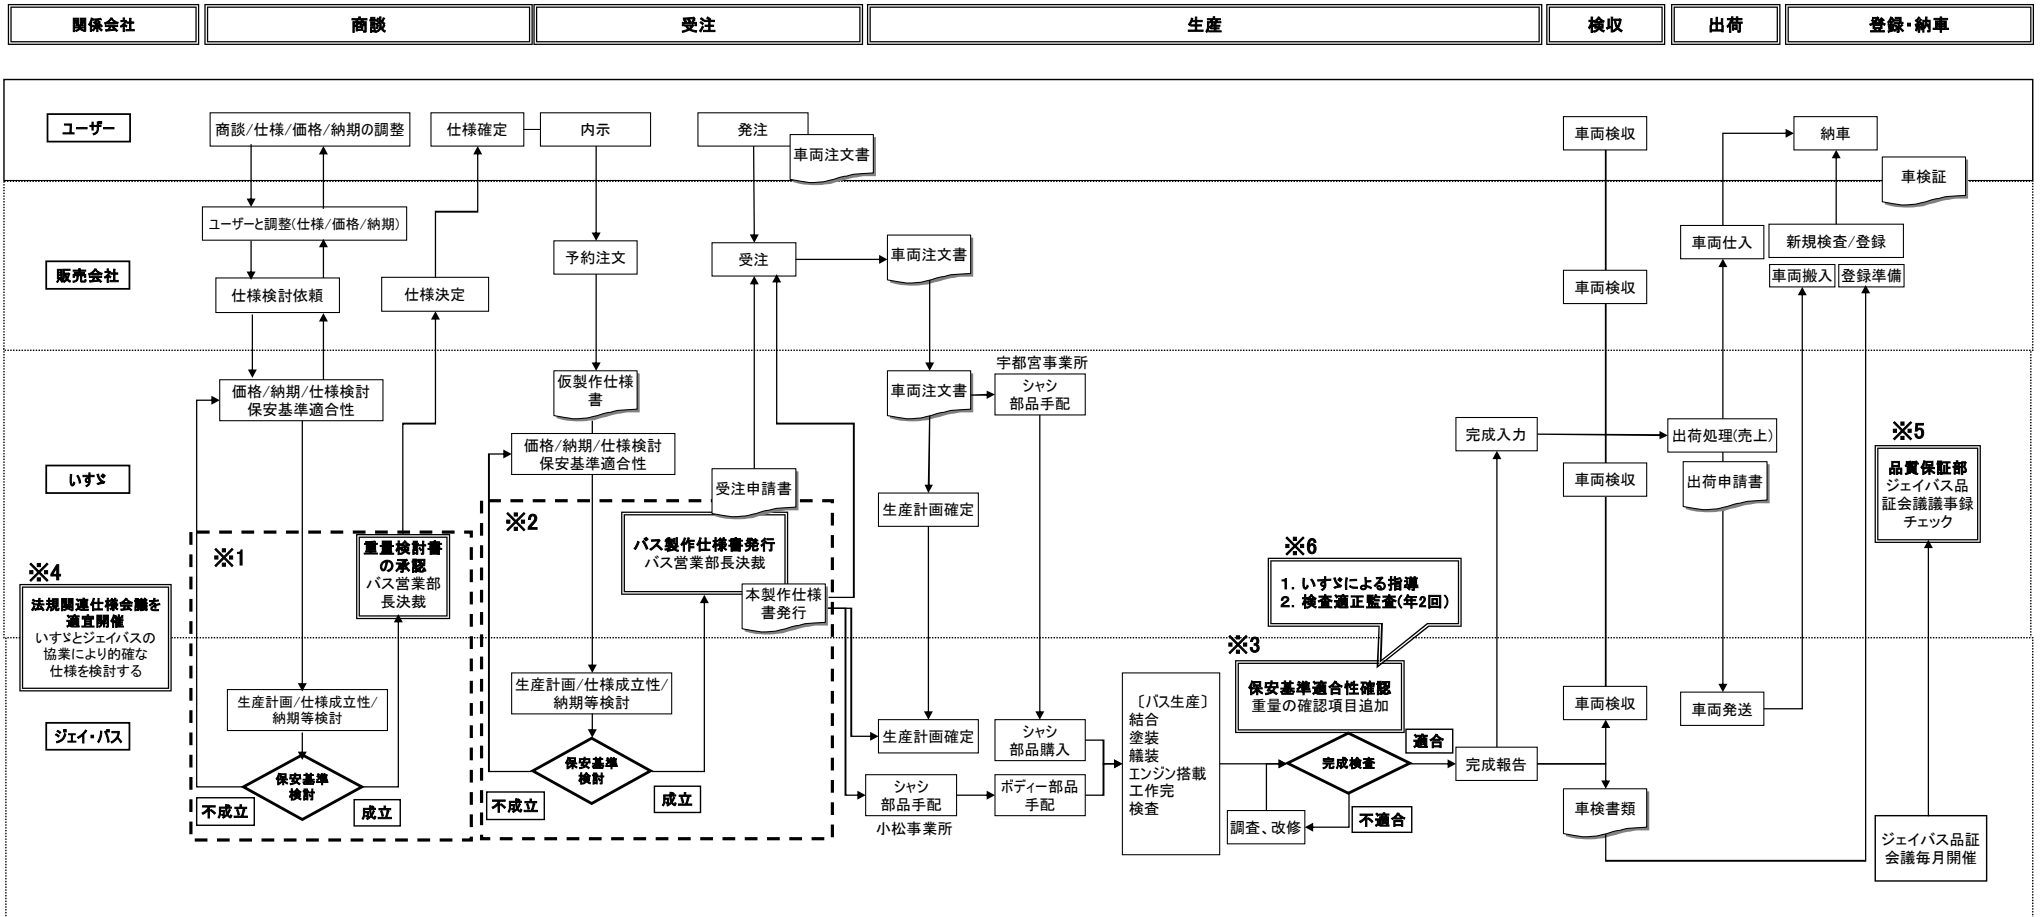 関係会社
商談
受注
生産
検収
出荷
登録・納車
ユーザー
商談/仕様/価格/納期の調整
仕様確定
内示
発注
車両注文書
車両検収
納車
車検証
販売会社
ユーザーと調整(仕様/価格/納期)
仕様検討依頼
仕様決定
予約注文
受注
車両注文書
車両検収
車両仕入
新規検査/登録
車両搬入
登録準備
いすゞ
価格/納期/仕様検討
保安基準適合性
仮製作仕様
書
価格/納期/仕様検討
保安基準適合性
受注申請書
車両注文書
宇都宮事業所
シャシ
部品手配
生産計画確定
完成入力
車両検収
出荷処理(売上)
出荷申請書
※5
品質保証部
ジェイバス品
証会議議事録
チェック
※4
法規関連仕様会議を
適宜開催
いすゞとジェイバスの
協業により的確な
仕様を検討する
※1
重量検討書
の承認
バス営業部
長決裁
※2
バス製作仕様書発行
バス営業部長決裁
本製作仕様
書発行
※6
1. いすゞによる指導
2. 検査適正監査(年2回)
※3
保安基準適合性確認
重量の確認項目追加
ジェイ・バス
生産計画/仕様成立性/
納期等検討
保安基準
検討
不成立
成立
生産計画/仕様成立性/
納期等検討
保安基準
検討
不成立
成立
生産計画確定
シャシ
部品手配
小松事業所
シャシ
部品購入
ボディー部品
手配
〔バス生産〕
結合
塗装
艤装
エンジン搭載
工作完
検査
完成検査
適合
不適合
調査、改修
完成報告
車両検収
車検書類
車両発送
ジェイバス品証
会議毎月開催